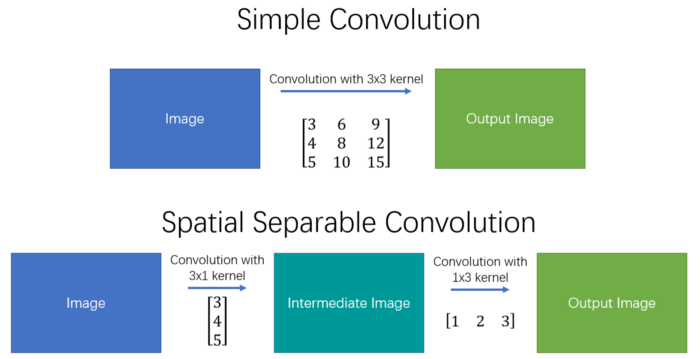 Simple Convolution
Convolution with 3x3 kernel
Image
3 6 9
4 8 12
5 10 15
Output Image
Spatial Separable Convolution
Convolution with
3x1 kernel
Convolution with
1x3 kernel
Image
3
4
5
Intermediate Image
[1 2 3]
Output Image